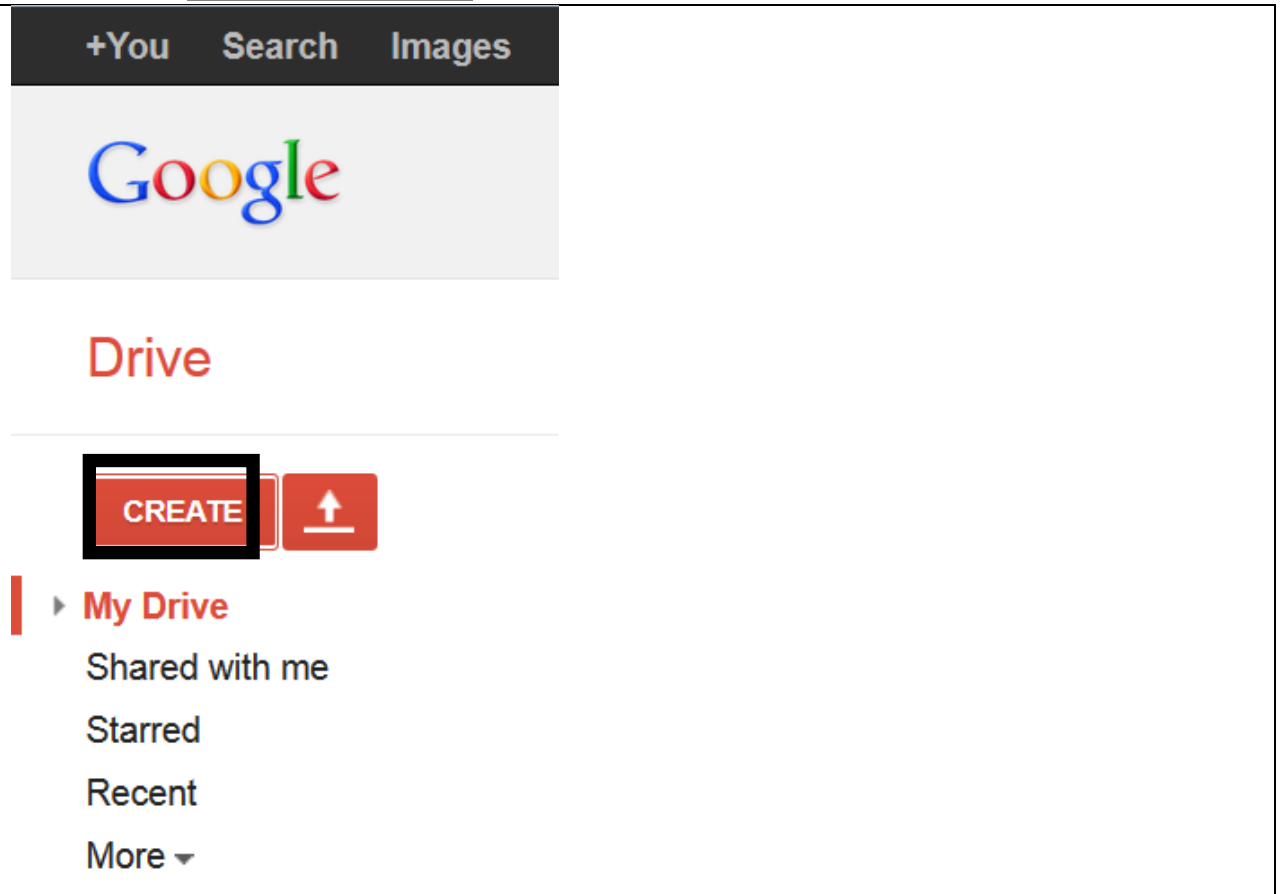 +You Search Images
Google
Drive
CREATE
My Drive
Shared with me
Starred
Recent
More